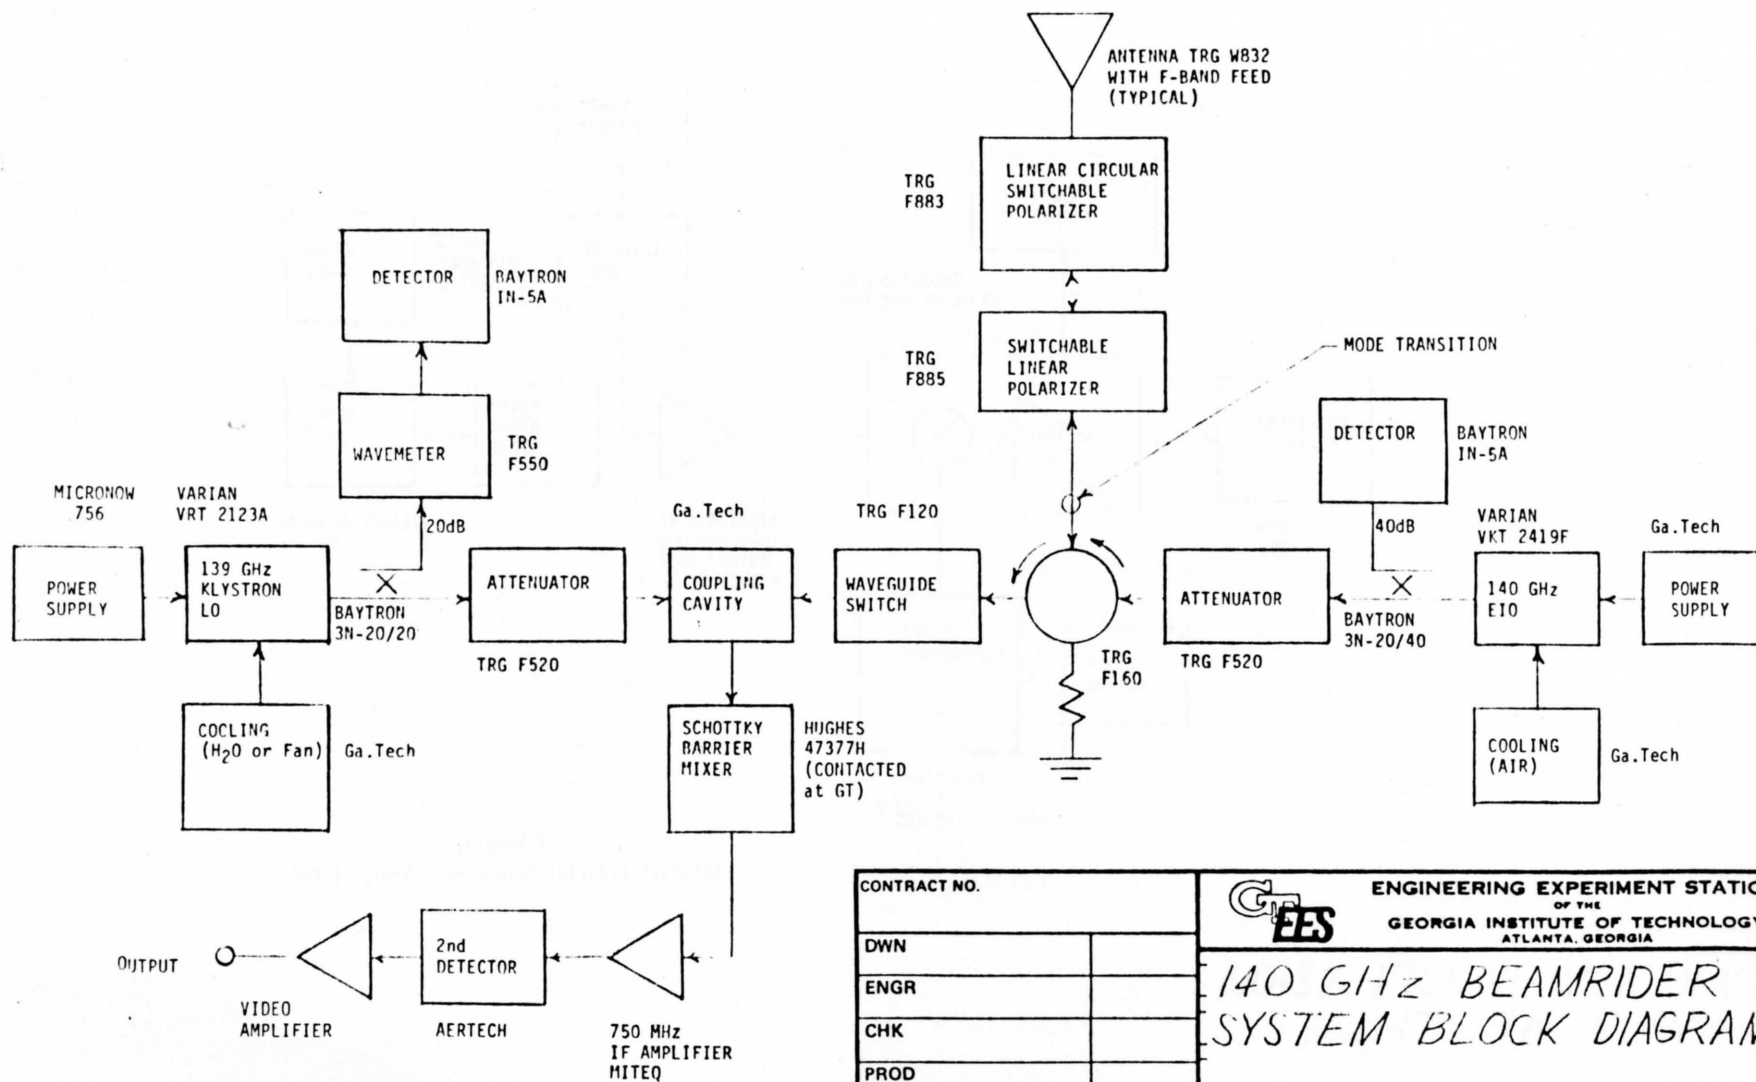 ANTENNA TRG W832
WITH F-BAND FEED
(TYPICAL)
TRG
F883
LINEAR CIRCULAR
SWITCHABLE
POLARIZER
DETECTOR
BAYTRON
IN-5A
TRG
F885
SWITCHABLE
LINEAR
POLARIZER
MODE TRANSITION
WAVEMETER
TRG
F550
DETECTOR
BAYTRON
IN-5A
MICRONOW
756
VARIAN
VRT 2123A
20dB
Ga.Tech
TRG F120
40dB
VARIAN
VKT 2419F
Ga.Tech
POWER
SUPPLY
139 GHz
KLYSTRON
LO
BAYTRON
3N-20/20
ATTENUATOR
TRG F520
COUPLING
CAVITY
WAVEGUIDE
SWITCH
TRG
F160
ATTENUATOR
TRG F520
BAYTRON
3N-20/40
140 GHz
EIO
POWER
SUPPLY
COCLING
(H₂O or Fan)
Ga.Tech
SCHOTTKY
BARRIER
MIXER
HUGHES
47377H
(CONTACTED
at GT)
COOLING
(AIR)
Ga.Tech
OUTPUT
VIDEO
AMPLIFIER
2nd
DETECTOR
AERTECH
750 MHz
IF AMPLIFIER
MITEQ
CONTRACT NO.
DWN
ENGR
CHK
PROD
GT EES
ENGINEERING EXPERIMENT STATIO
OF THE
GEORGIA INSTITUTE OF TECHNOLOGY
ATLANTA, GEORGIA
140 GHz BEAMRIDER
SYSTEM BLOCK DIAGRAM